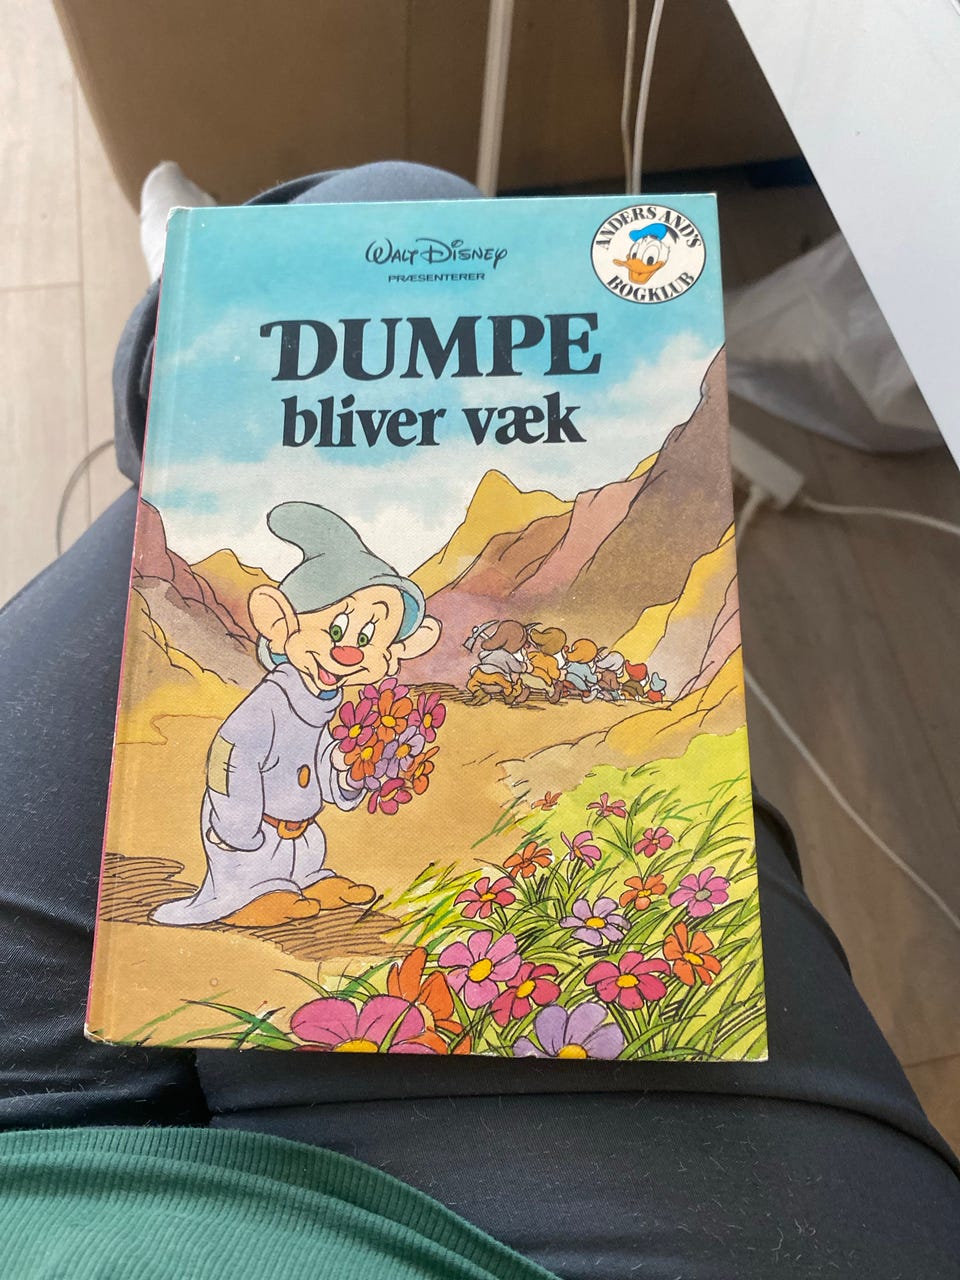 WALT DISNEY
PRÆSENTERER
ANDERS AND'S
BOGKLUB
DUMPE
bliver væk